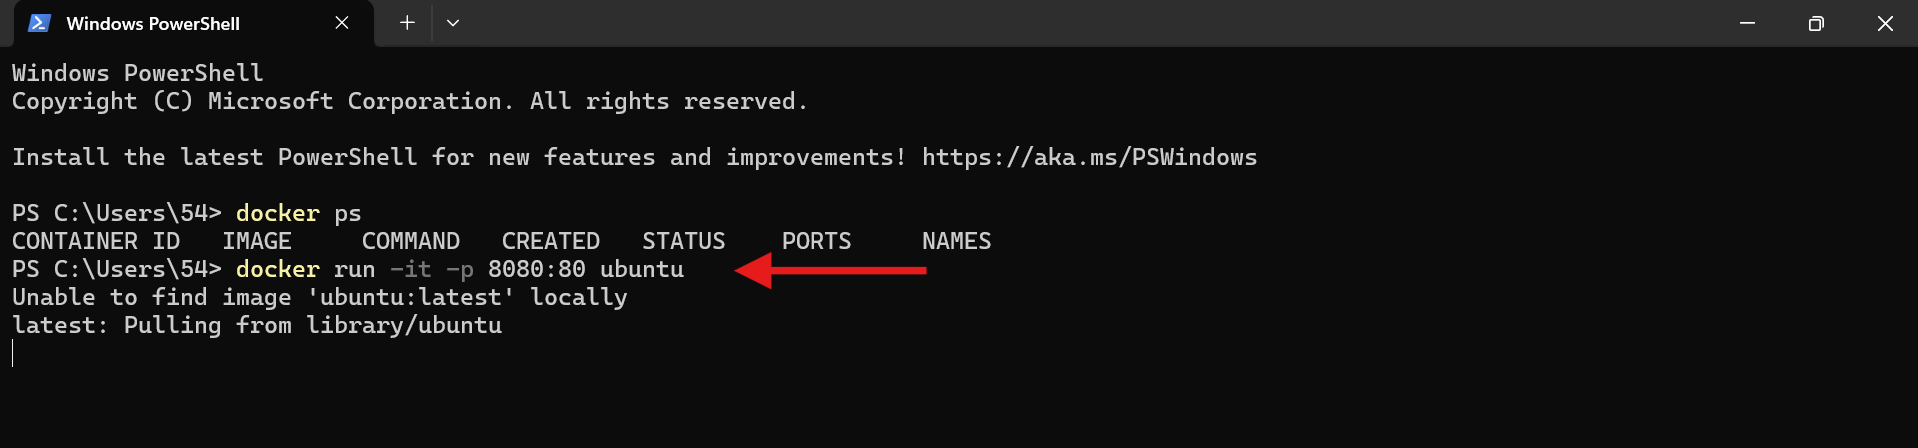 Windows PowerShell
Windows PowerShell
Copyright (C) Microsoft Corporation. All rights reserved.
Install the latest PowerShell for new features and improvements! https://aka.ms/PSWindows
PS C:\Users\54> docker ps
CONTAINER ID   IMAGE     COMMAND   CREATED   STATUS    PORTS     NAMES
PS C:\Users\54> docker run -it -p 8080:80 ubuntu
Unable to find image 'ubuntu:latest' locally
latest: Pulling from library/ubuntu